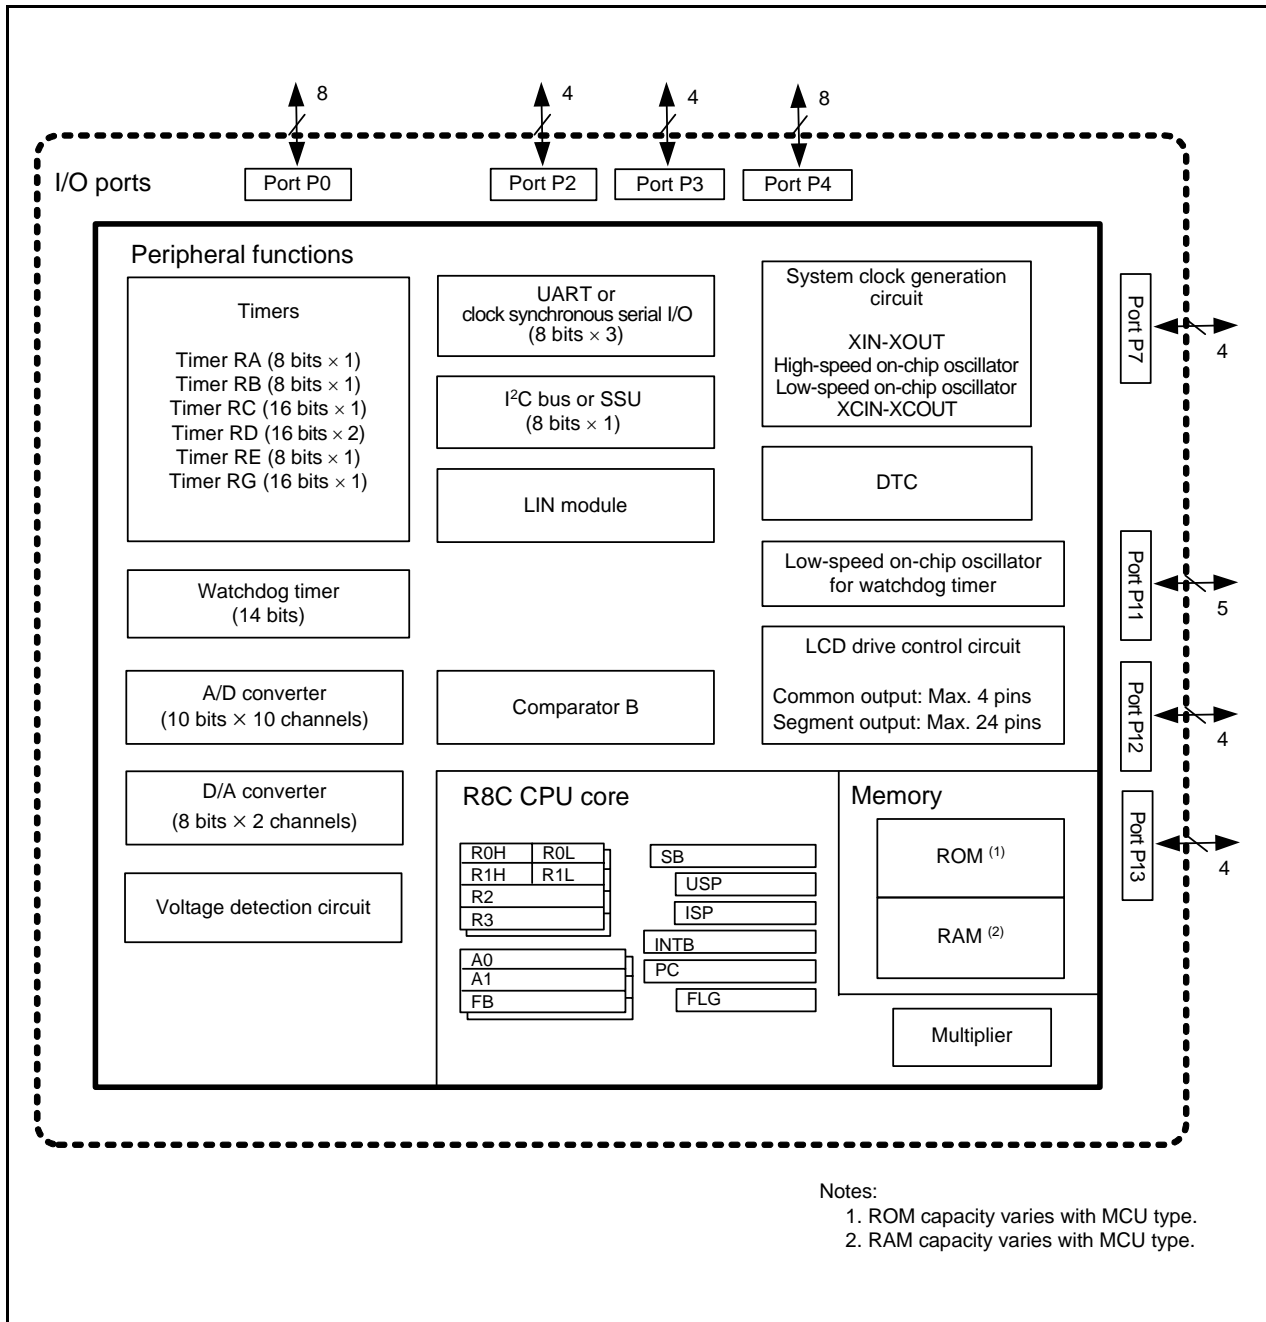 8
4
4
8
I/O ports
Port P0
Port P2
Port P3
Port P4
Peripheral functions
Timers
Timer RA (8 bits × 1)
Timer RB (8 bits × 1)
Timer RC (16 bits × 1)
Timer RD (16 bits × 2)
Timer RE (8 bits × 1)
Timer RG (16 bits × 1)
Watchdog timer
(14 bits)
A/D converter
(10 bits × 10 channels)
D/A converter
(8 bits × 2 channels)
Voltage detection circuit
UART or
clock synchronous serial I/O
(8 bits × 3)
I²C bus or SSU
(8 bits × 1)
LIN module
Comparator B
System clock generation
circuit
XIN-XOUT
High-speed on-chip oscillator
Low-speed on-chip oscillator
XCIN-XCOUT
DTC
Low-speed on-chip oscillator
for watchdog timer
LCD drive control circuit
Common output: Max. 4 pins
Segment output: Max. 24 pins
R8C CPU core
R0H R0L
R1H R1L
R2
R3
A0
A1
FB
SB
USP
ISP
INTB
PC
FLG
Memory
ROM (1)
RAM (2)
Multiplier
Port P7
4
Port P11
5
Port P12
4
Port P13
4
Notes:
1. ROM capacity varies with MCU type.
2. RAM capacity varies with MCU type.